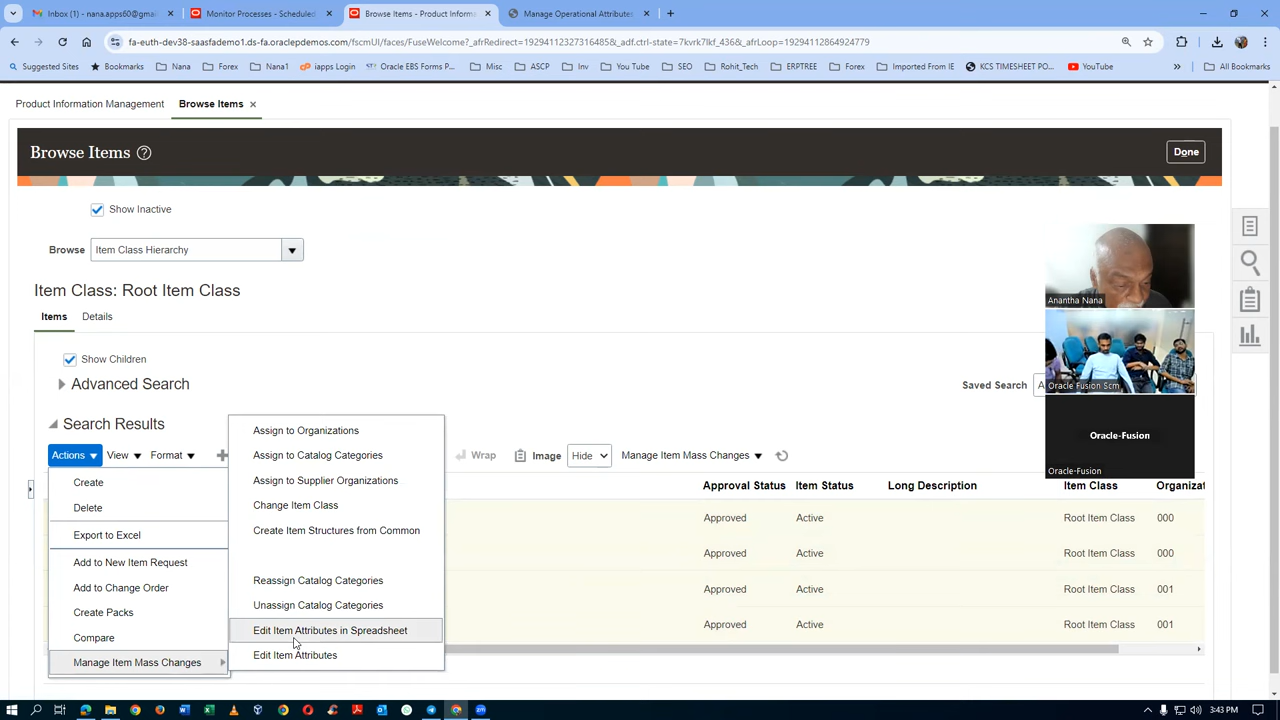 Inbox (1) - nana.apps60@gmail
Monitor Processes - Scheduled
Browse Items - Product Informa
Manage Operational Attributes
fa-euth-dev38-saasfademo1.ds-fa.oraclepdemos.com/fscmUI/faces/FuseWelcome?_afrRedirect=19294112327316485&_adf.ctrl-state=7kvrk7lkf_436&_afrLoop=19294112864924779
Suggested Sites
Bookmarks
Nana
Forex
Nana1
iapps Login
Oracle EBS Forms P...
Misc
ASCP
Inv
You Tube
SEO
Rohit_Tech
ERPTREE
Forex
Imported From IE
KCS TIMESHEET PO...
YouTube
All Bookmarks
Product Information Management
Browse Items
Browse Items
Done
Show Inactive
Browse
Item Class Hierarchy
Item Class: Root Item Class
Items
Details
Show Children
Advanced Search
Saved Search
A
Search Results
Actions
View
Format
Wrap
Image
Hide
Manage Item Mass Changes
Create
Delete
Export to Excel
Add to New Item Request
Add to Change Order
Create Packs
Compare
Manage Item Mass Changes
Assign to Organizations
Assign to Catalog Categories
Assign to Supplier Organizations
Change Item Class
Create Item Structures from Common
Reassign Catalog Categories
Unassign Catalog Categories
Edit Item Attributes in Spreadsheet
Edit Item Attributes
Approval Status
Item Status
Long Description
Item Class
Organizat
Approved
Active
Root Item Class
000
Approved
Active
Root Item Class
000
Approved
Active
Root Item Class
001
Approved
Active
Root Item Class
001
Anantha Nana
Oracle Fusion Scm
Oracle-Fusion
Oracle-Fusion
3:43 PM